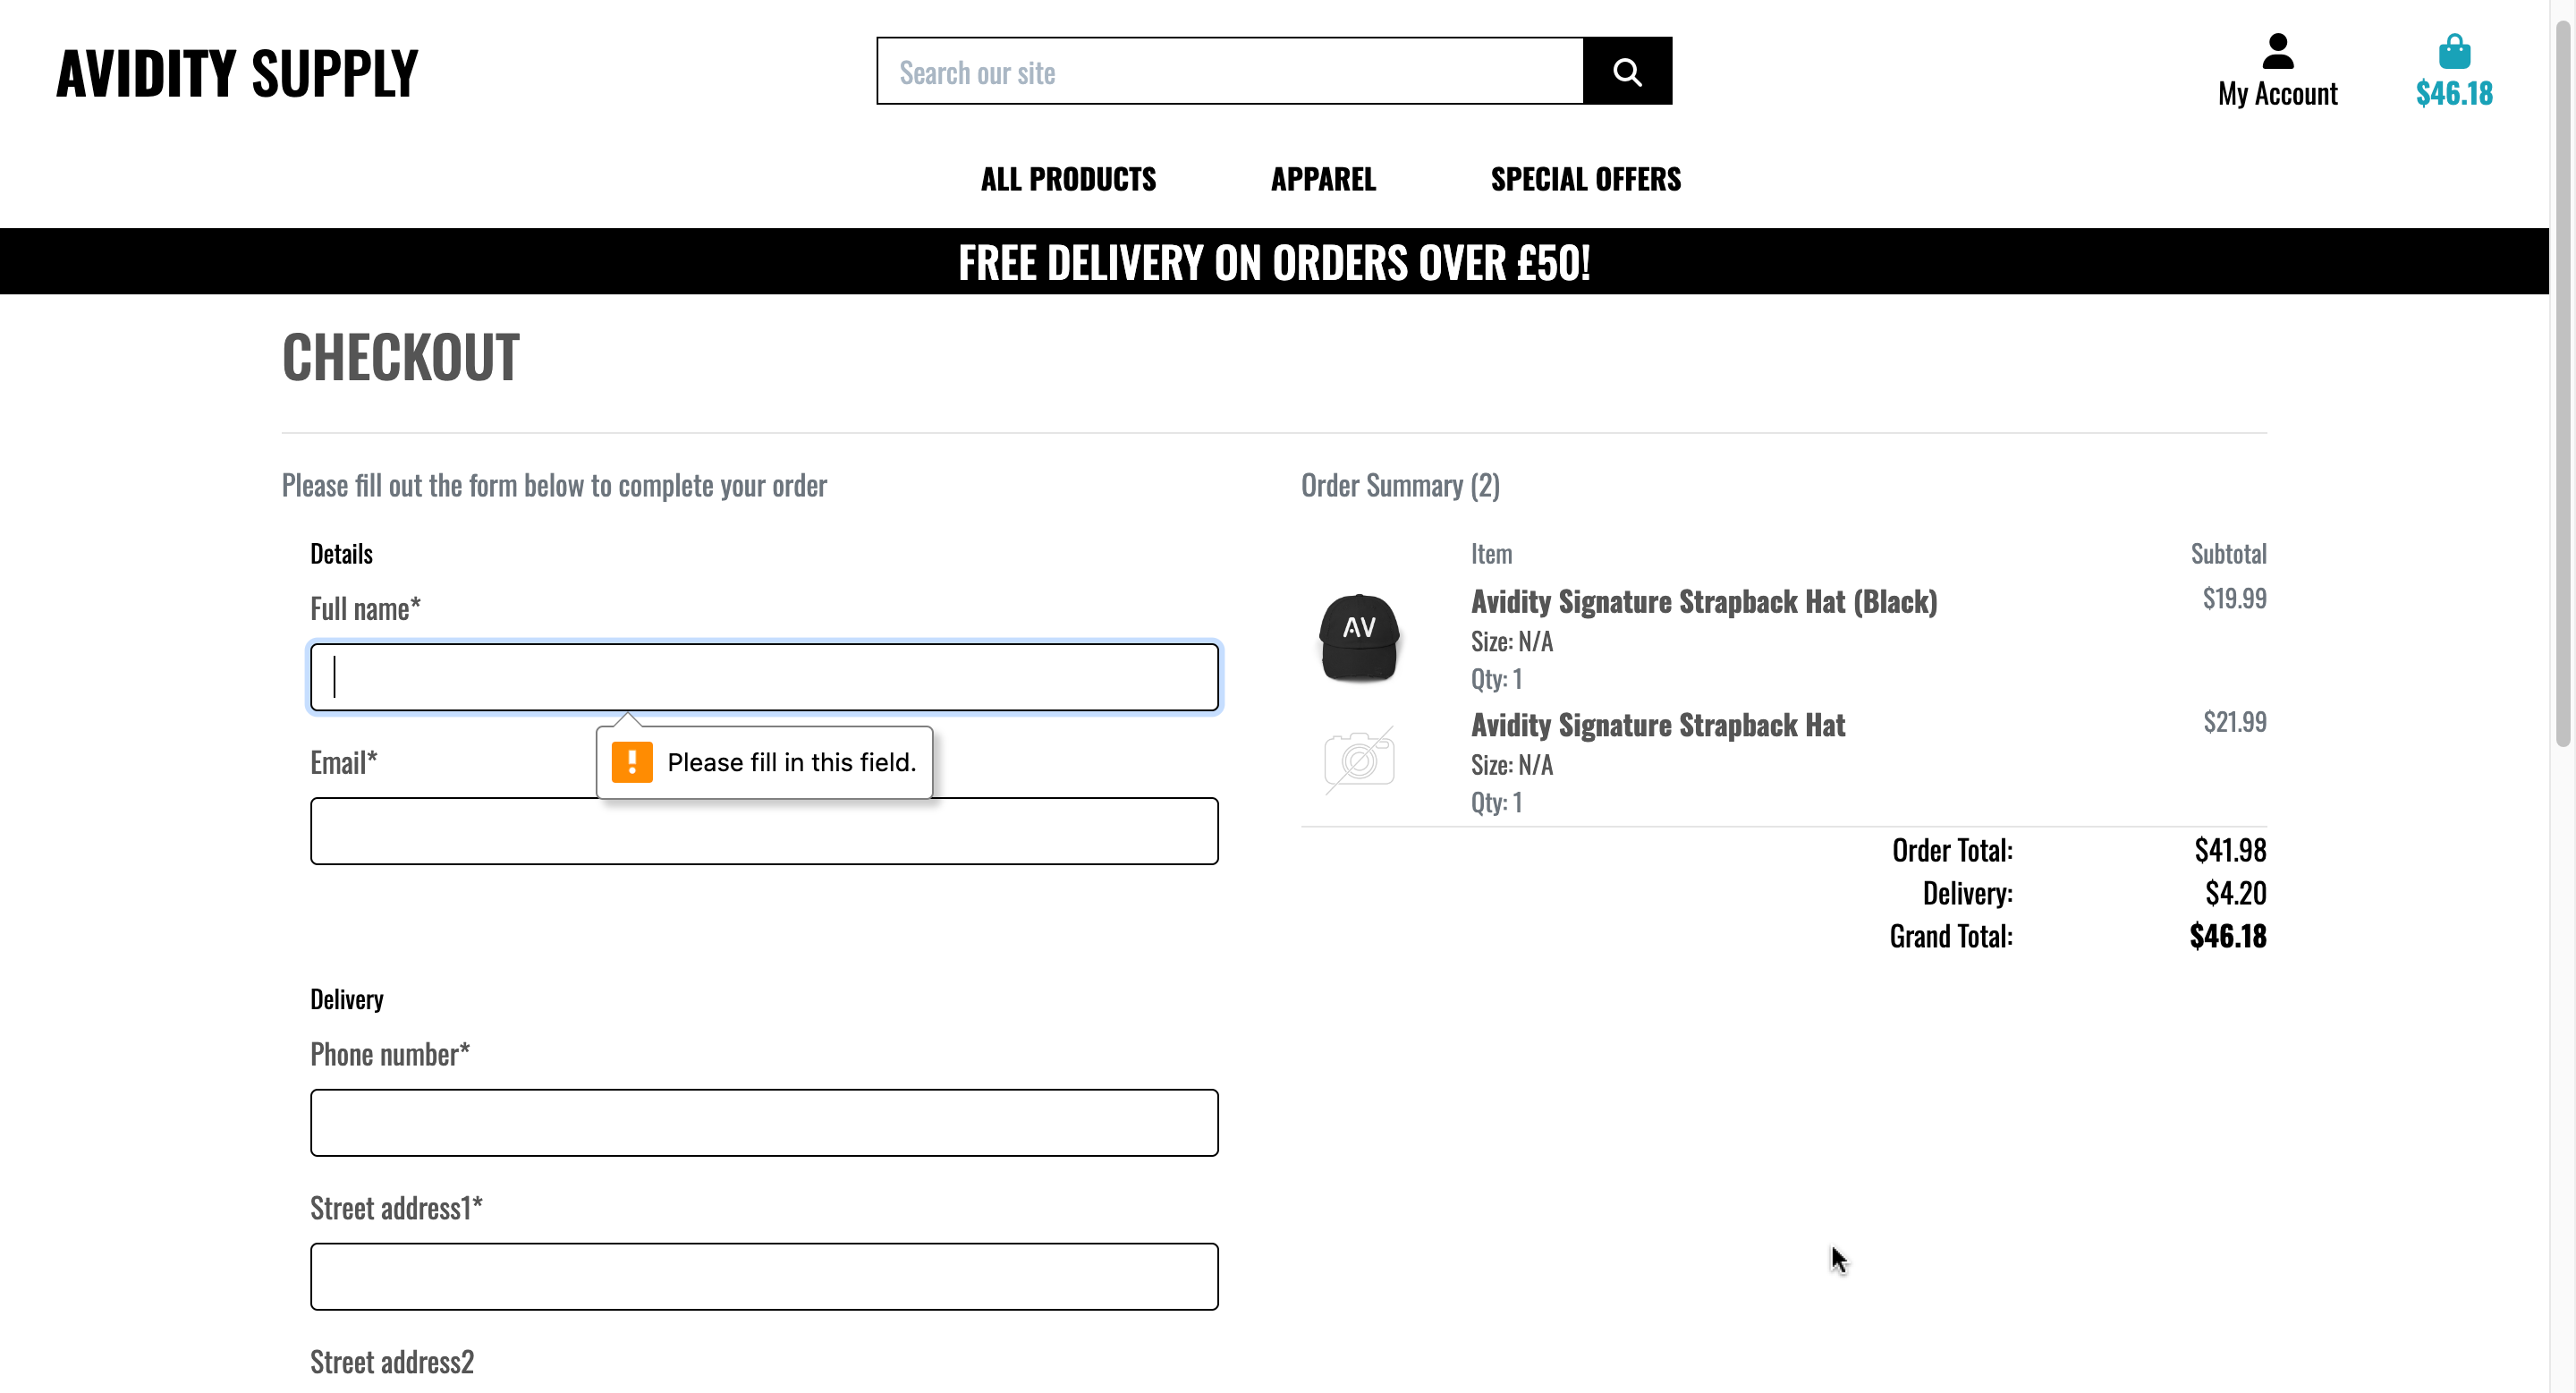 AVIDITY SUPPLY
Search our site
My Account
$46.18
ALL PRODUCTS APPAREL SPECIAL OFFERS
FREE DELIVERY ON ORDERS OVER £50!
CHECKOUT
Please fill out the form below to complete your order
Details
Full name*
Please fill in this field.
Email*
Delivery
Phone number*
Street address1*
Street address2
Order Summary (2)
Item Subtotal
AV
Avidity Signature Strapback Hat (Black) $19.99
Size: N/A
Qty: 1
Avidity Signature Strapback Hat $21.99
Size: N/A
Qty: 1
Order Total: $41.98
Delivery: $4.20
Grand Total: $46.18